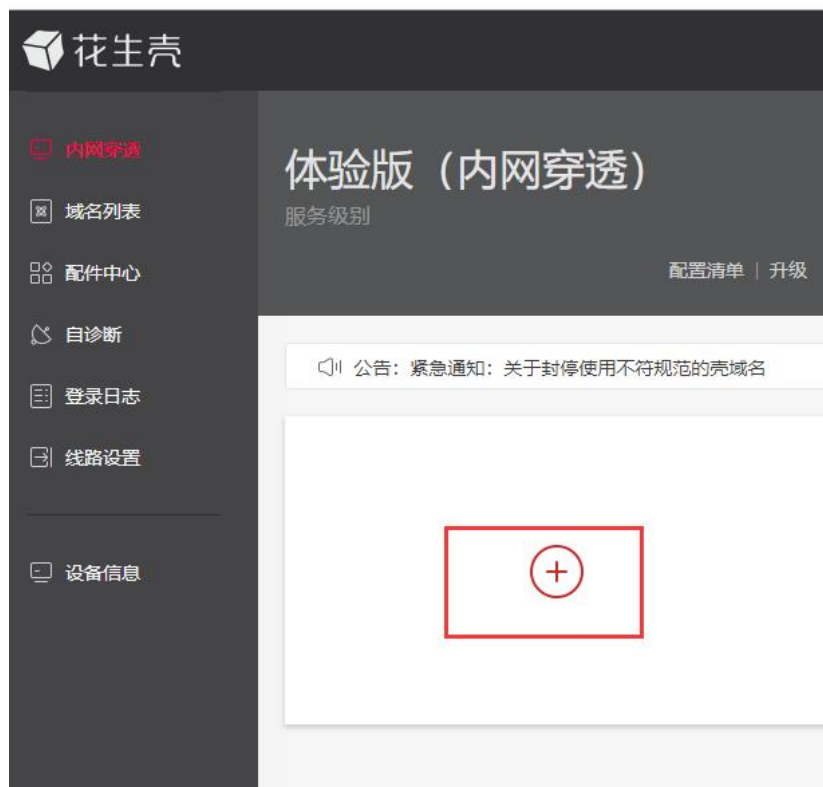 花生壳
内网穿透
域名列表
配件中心
自诊断
登录日志
线路设置
设备信息
体验版（内网穿透）
服务级别
配置清单 | 升级
公告：紧急通知：关于封停使用不符规范的壳域名